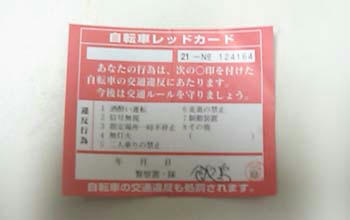 自転車レッドカード
21-№ 124164
あなたの行為は、次の○印を付けた
自転車の交通違反にあたります。
今後は交通ルールを守りましょう。
違反行為
1 酒酔い運転 6
2 信号無視 7 制動装置
3 指定場所一時不停止 8 その他
4 無灯火 ( )
5 二人乗りの禁止
年 月 日
警察署・隊
自転車の交通違反も処罰されます。